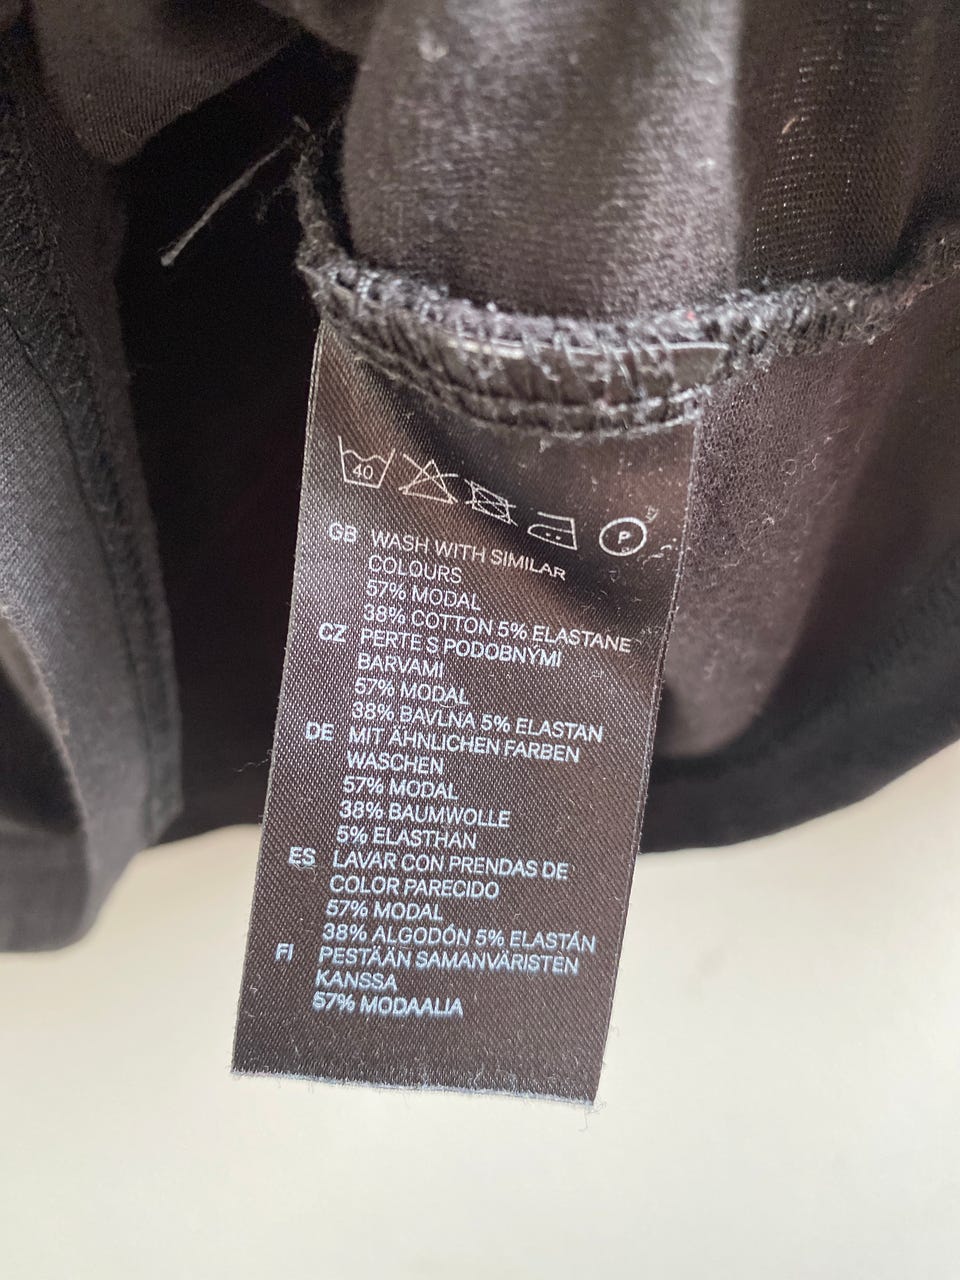 40
P
GB WASH WITH SIMILAR
COLOURS
57% MODAL
38% COTTON 5% ELASTANE
CZ PERTE S PODOBNÝMI
BARVAMI
57% MODAL
38% BAVLNA 5% ELASTAN
DE MIT ÄHNLICHEN FARBEN
WASCHEN
57% MODAL
38% BAUMWOLLE
5% ELASTHAN
ES LAVAR CON PRENDAS DE
COLOR PARECIDO
57% MODAL
38% ALGODÓN 5% ELASTÁN
FI PESTÄÄN SAMANVÄRISTEN
KANSSA
57% MODAALIA